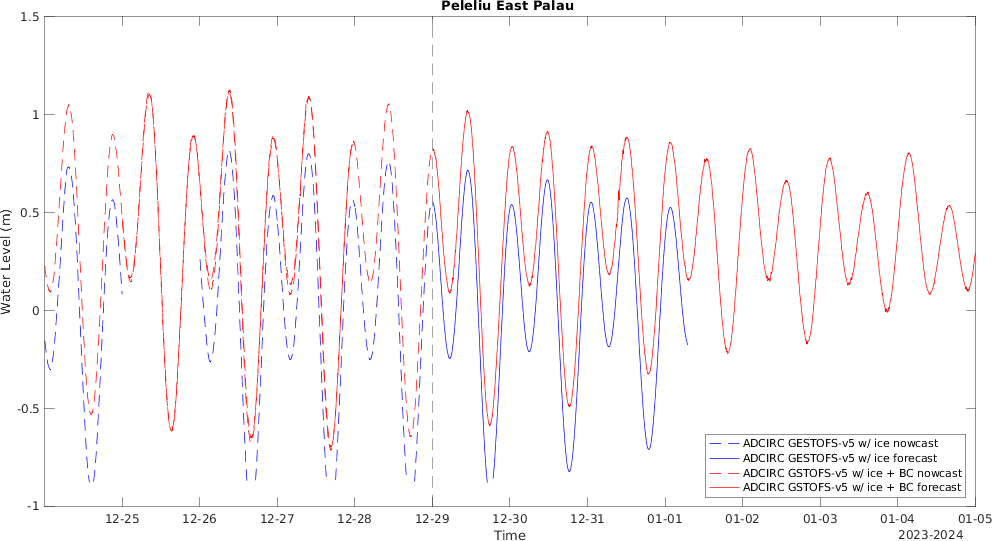 Peleliu East Palau
1.5
1
0.5
0
-0.5
-1
Water Level (m)
ADCIRC GESTOFS-v5 w/ ice nowcast
ADCIRC GESTOFS-v5 w/ ice forecast
ADCIRC GSTOFS-v5 w/ ice + BC nowcast
ADCIRC GSTOFS-v5 w/ ice + BC forecast
12-25 12-26 12-27 12-28 12-29 12-30 12-31 01-01 01-02 01-03 01-04 01-05
Time
2023-2024